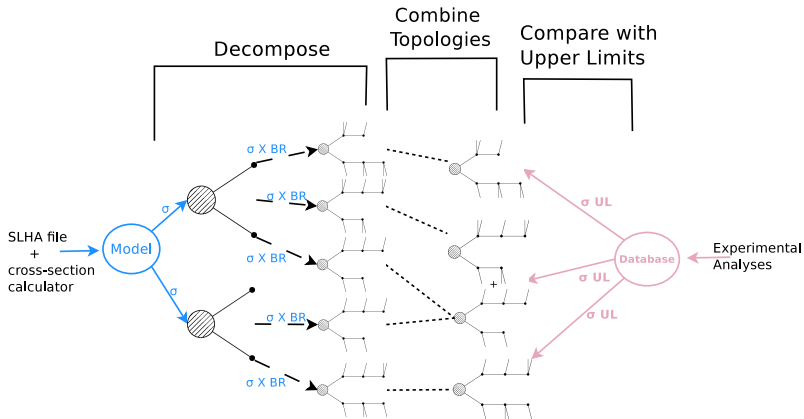 Decompose
Combine
Topologies
Compare with
Upper Limits
σ X BR
σ X BR
σ
σ UL
SLHA file
+
cross-section
calculator
Model
σ X BR
Database
Experimental
Analyses
σ UL
+
σ
σ X BR
σ UL
σ X BR